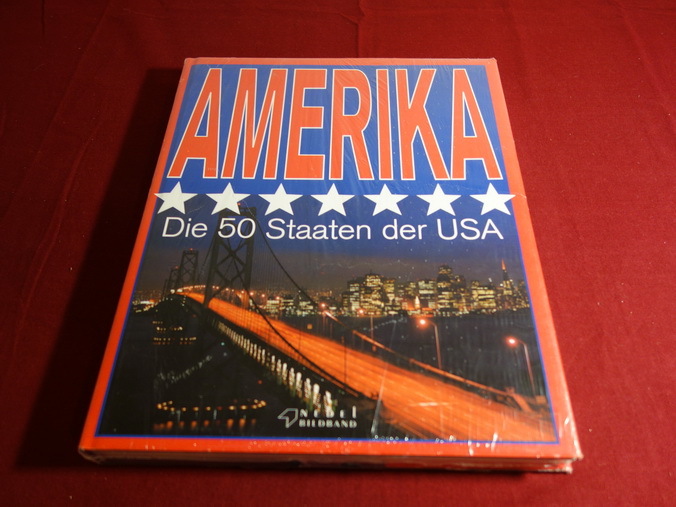 AMERIKA
Die 50 Staaten der USA
nebel
BILDBAND